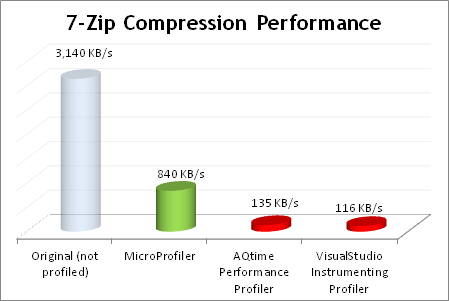 7-Zip Compression Performance
3,140 KB/s
840 KB/s
135 KB/s
116 KB/s
Original (not
profiled)
MicroProfiler
AQtime
Performance
Profiler
VisualStudio
Instrumenting
Profiler